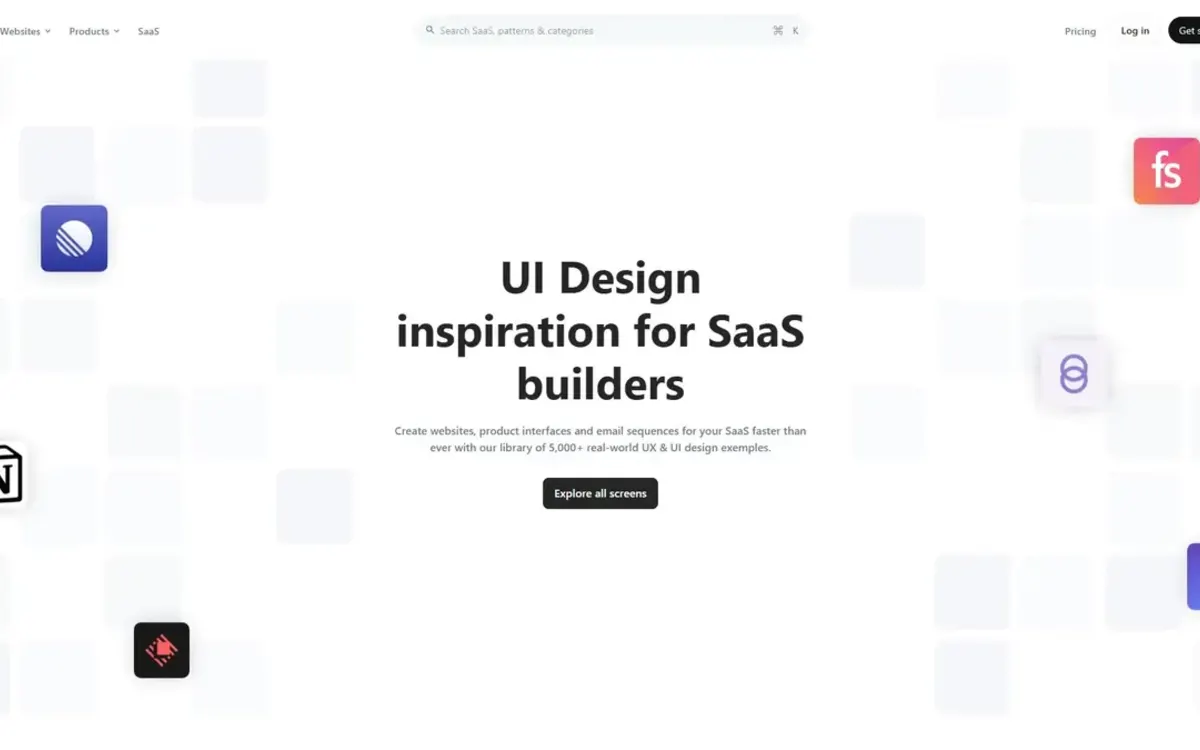 Websites Products SaaS Search SaaS, patterns & categories ⌘ K Pricing Log in Get
fs
UI Design
inspiration for SaaS
builders
Create websites, product interfaces and email sequences for your SaaS faster than
ever with our library of 5,000+ real-world UX & UI design exemples.
N
Explore all screens